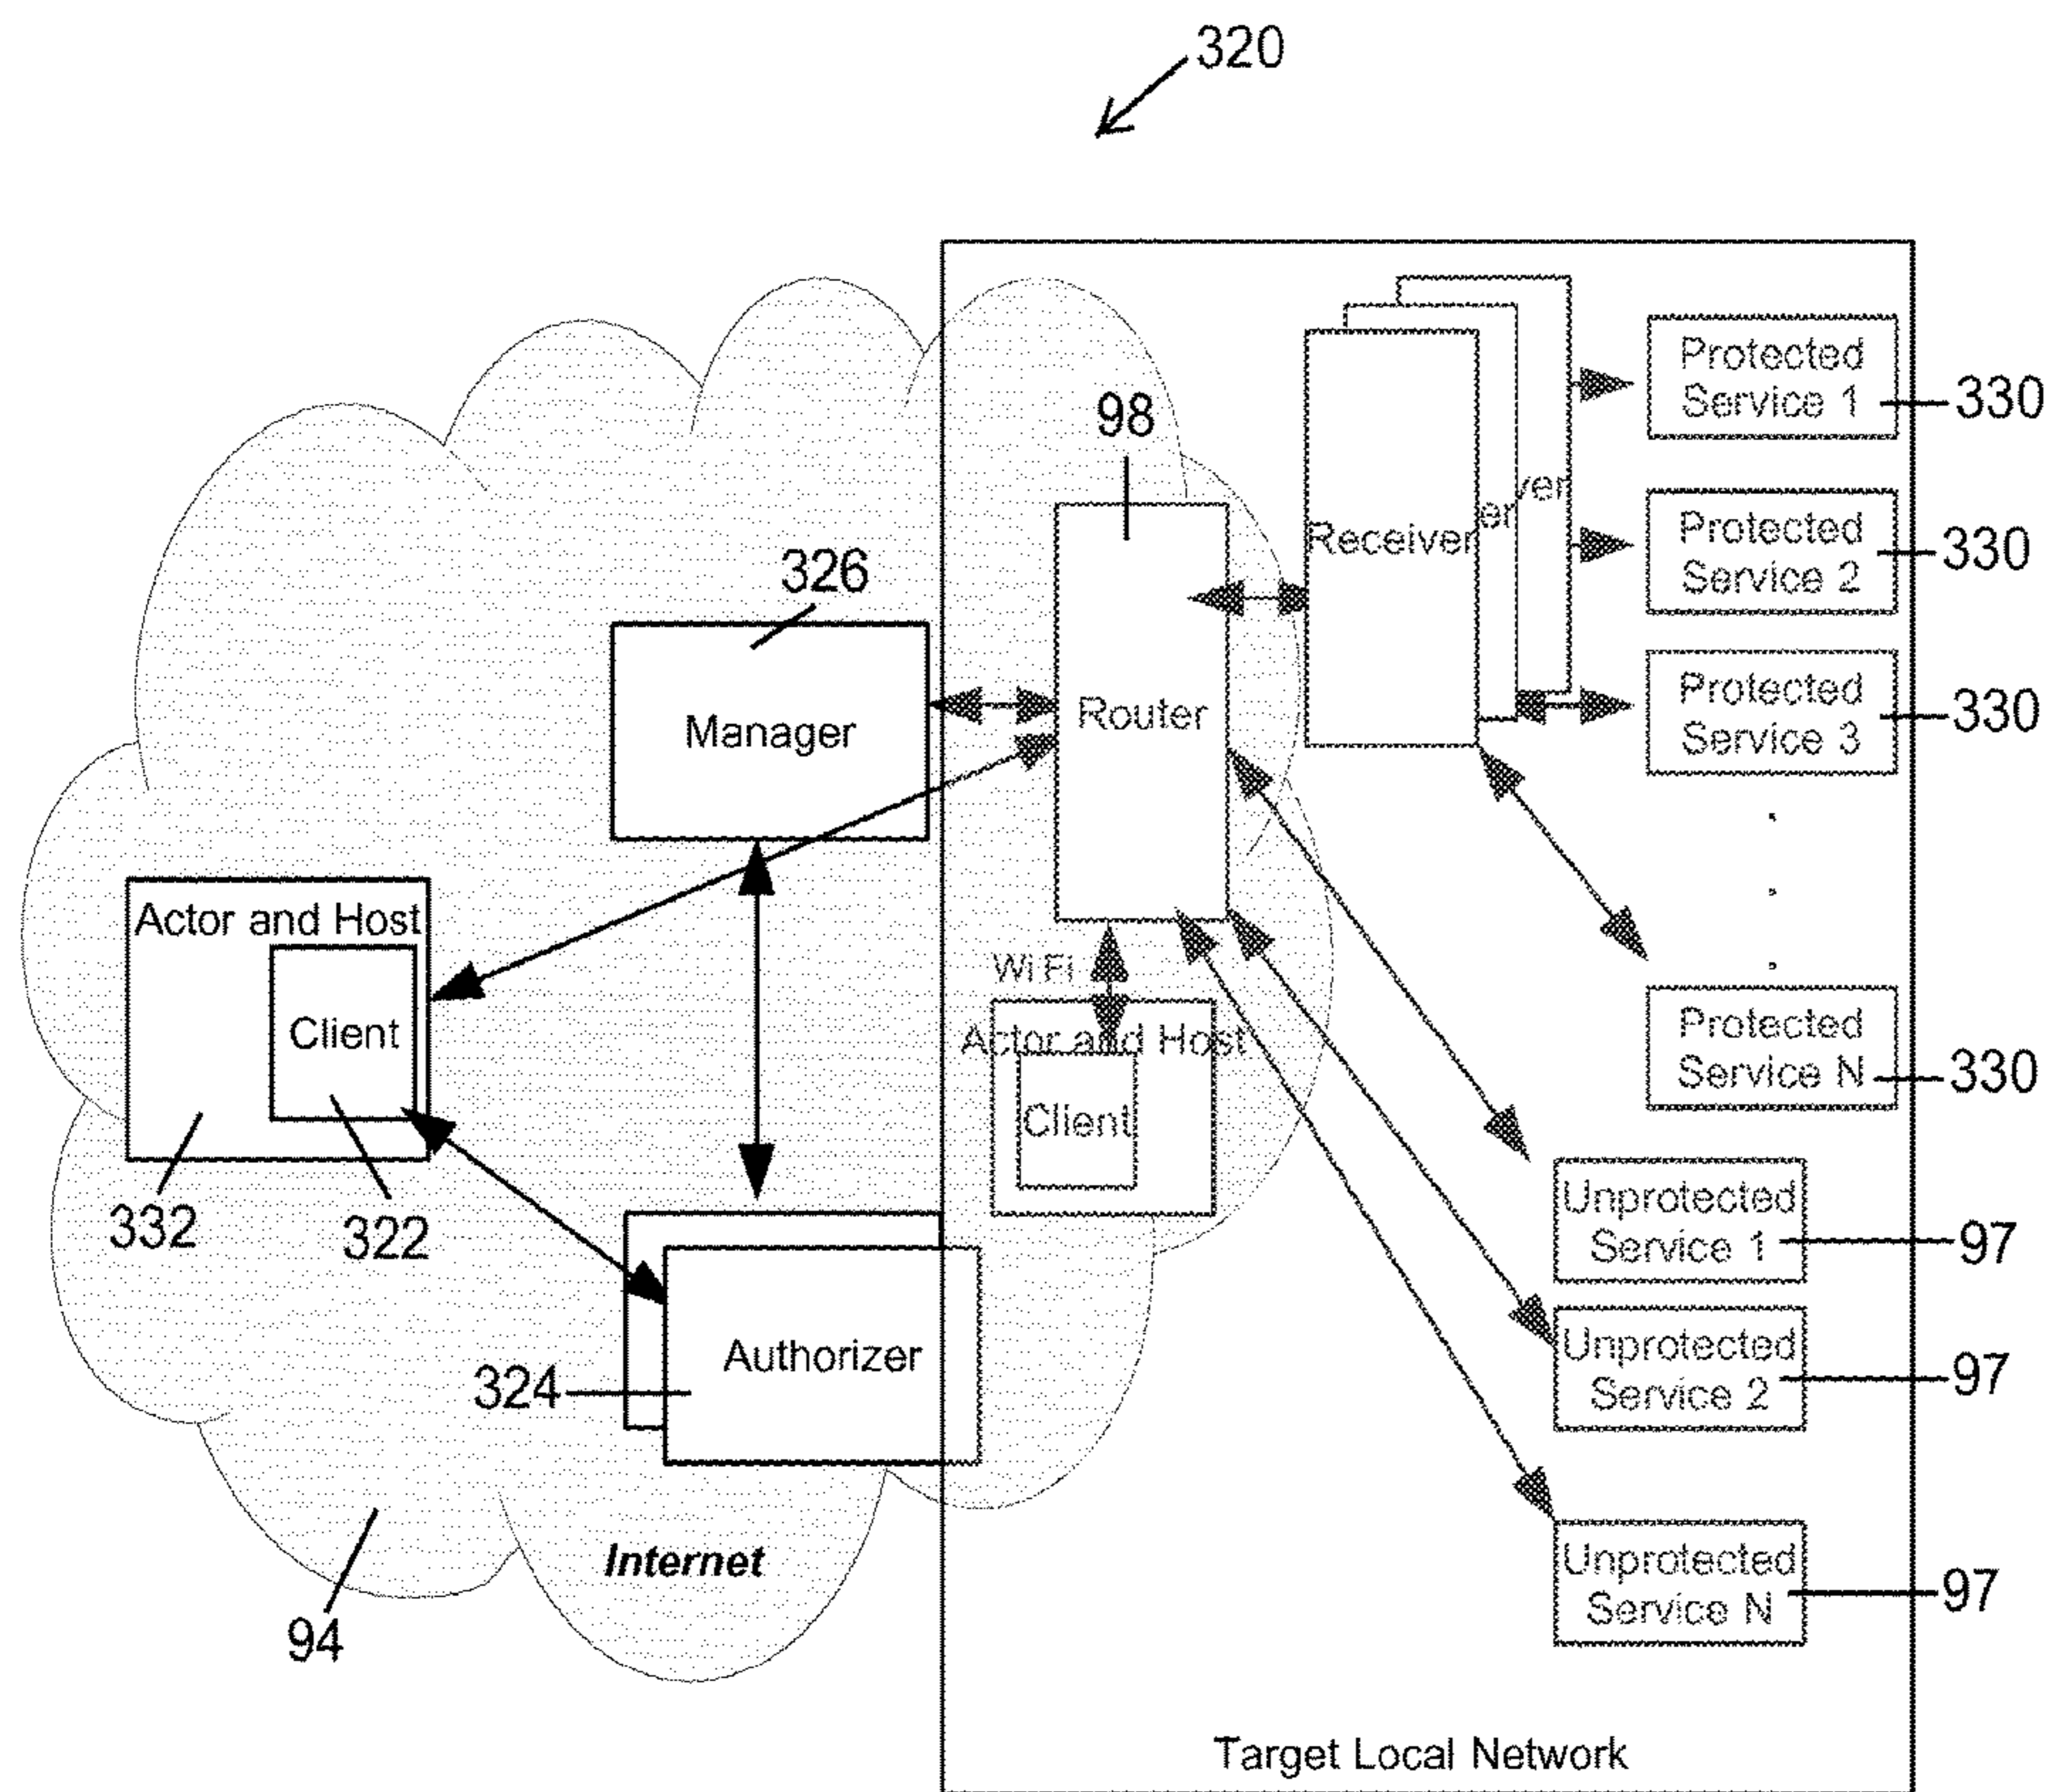 320
Protected
Service 1
330
98
ver
er
Receiver
Protected
Service 2
330
326
Manager
Router
Protected
Service 3
330
Actor and Host
Client
Wi Fi
Actor and Host
Client
Protected
Service N
330
332
322
Unprotected
Service 1
97
Authorizer
324
Unprotected
Service 2
97
Internet
94
Unprotected
Service N
97
Target Local Network